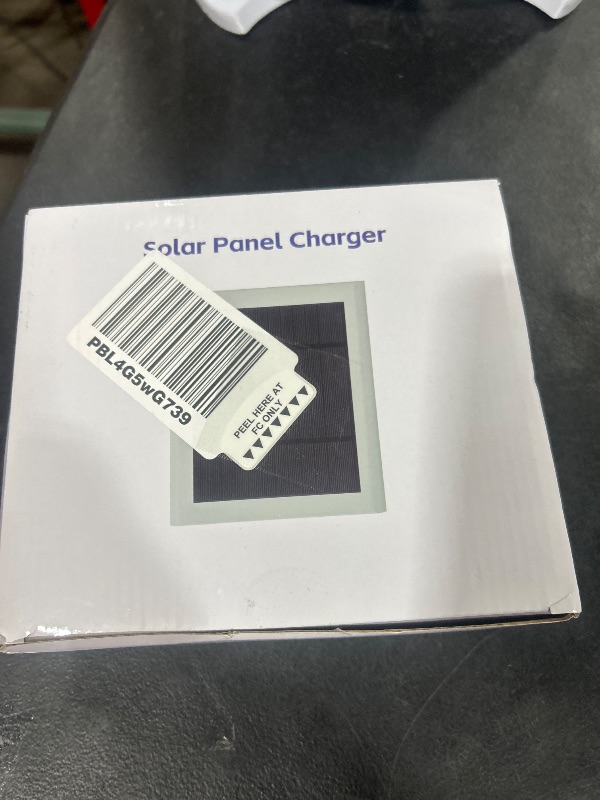 Solar Panel Charger
PBL4G5wG739
PEEL HERE AT
FC ONLY